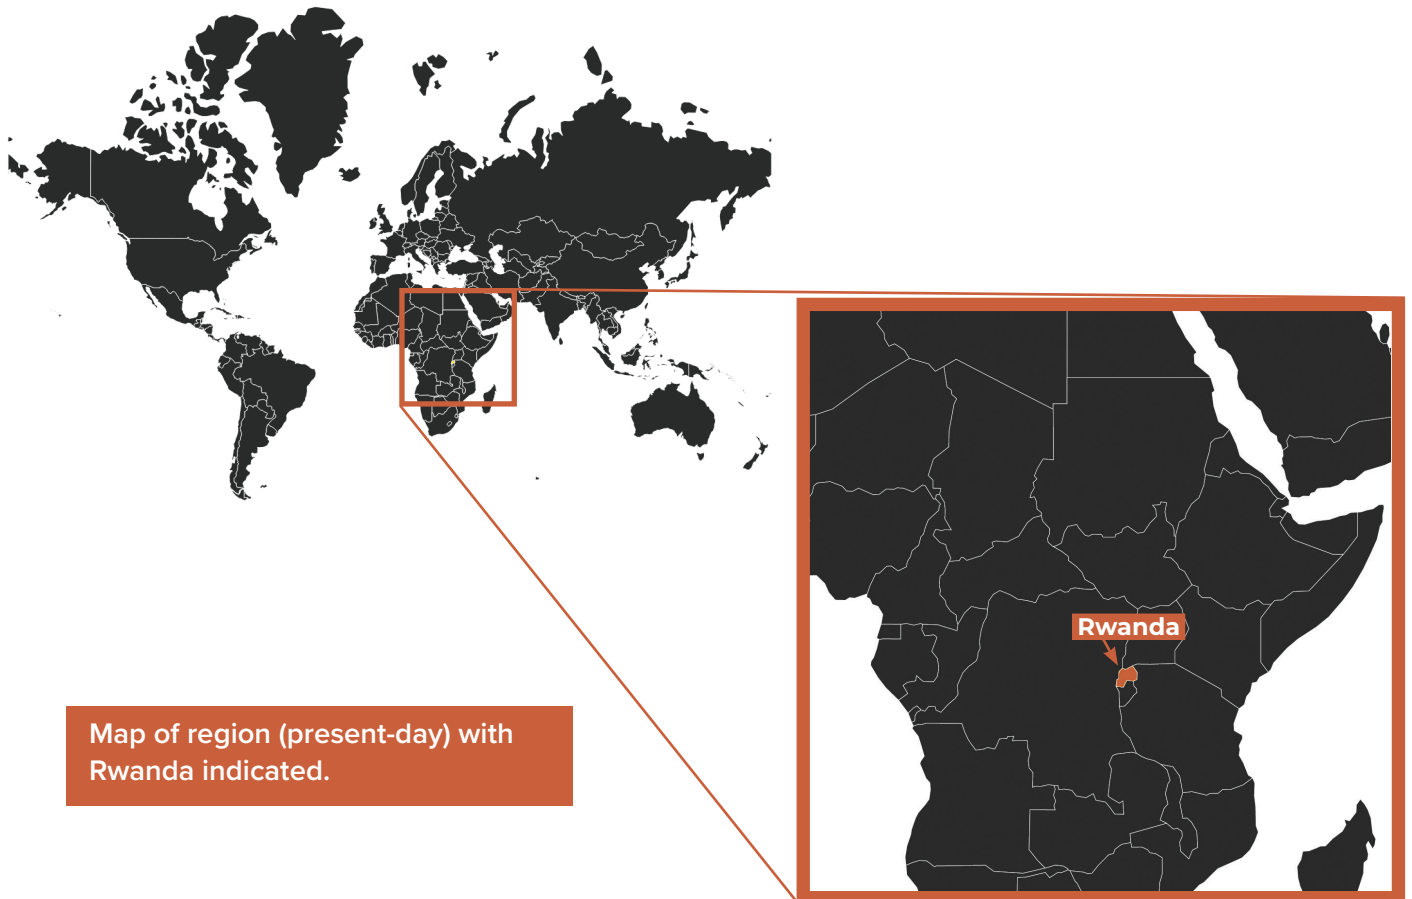 Rwanda
Map of region (present-day) with
Rwanda indicated.